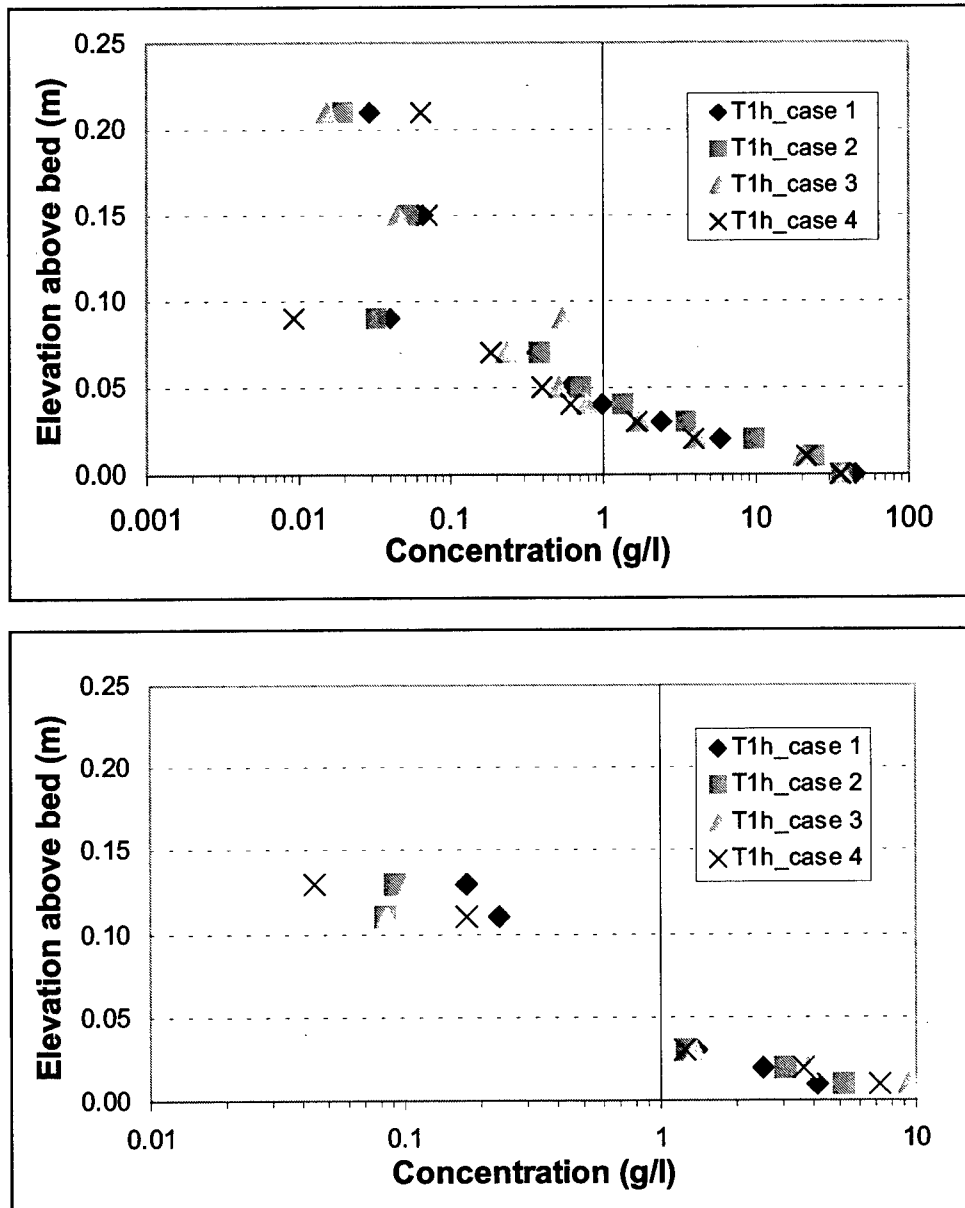 0.25
0.20
0.15
0.10
0.05
0.00
Elevation above bed (m)
T1h_case 1
T1h_case 2
T1h_case 3
T1h_case 4
0.001
0.01
0.1
1
10
100
Concentration (g/l)
0.25
0.20
0.15
0.10
0.05
0.00
Elevation above bed (m)
T1h_case 1
T1h_case 2
T1h_case 3
T1h_case 4
0.01
0.1
1
10
Concentration (g/l)